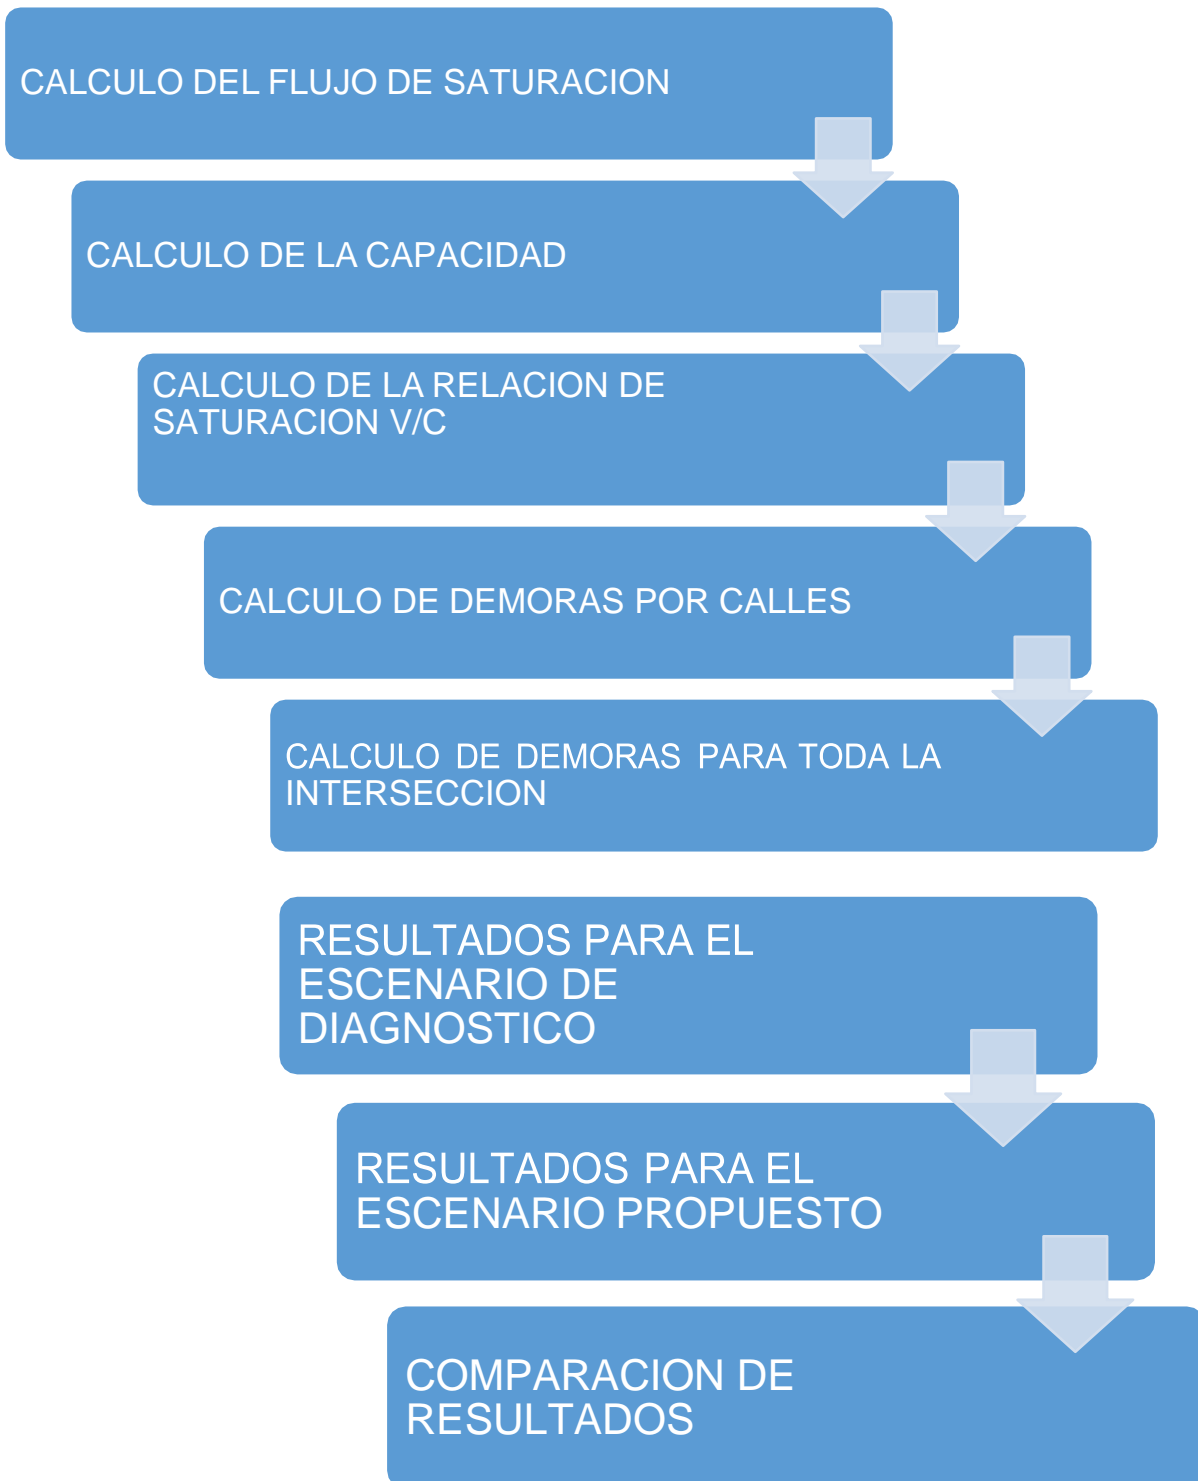 CALCULO DEL FLUJO DE SATURACION
CALCULO DE LA CAPACIDAD
CALCULO DE LA RELACION DE
SATURACION V/C
CALCULO DE DEMORAS POR CALLES
CALCULO DE DEMORAS PARA TODA LA
INTERSECCION
RESULTADOS PARA EL
ESCENARIO DE
DIAGNOSTICO
RESULTADOS PARA EL
ESCENARIO PROPUESTO
COMPARACION DE
RESULTADOS